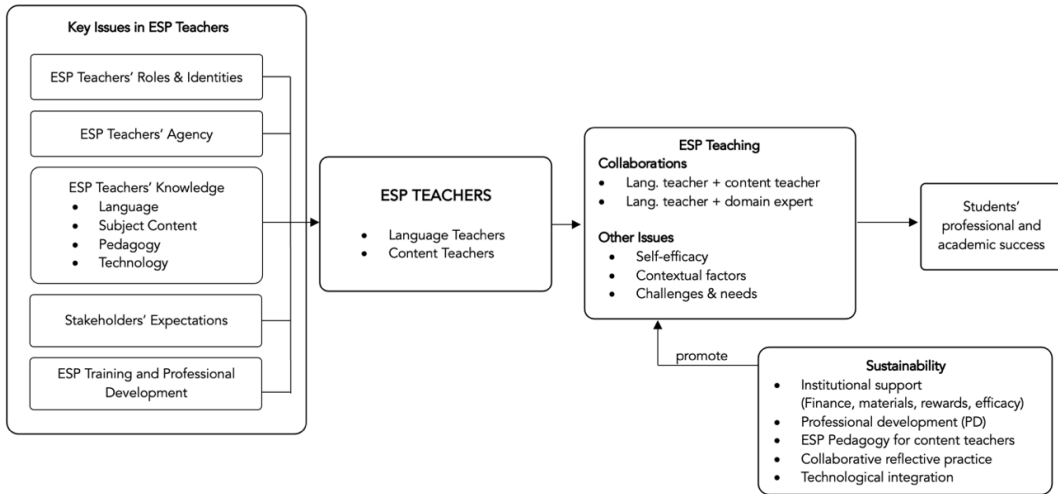 Key Issues in ESP Teachers
ESP Teachers' Roles & Identities
ESP Teachers' Agency
ESP Teachers' Knowledge
• Language
• Subject Content
• Pedagogy
• Technology
Stakeholders' Expectations
ESP Training and Professional
Development
ESP TEACHERS
• Language Teachers
• Content Teachers
ESP Teaching
Collaborations
• Lang. teacher + content teacher
• Lang. teacher + domain expert
Other Issues
• Self-efficacy
• Contextual factors
• Challenges & needs
Students'
professional and
academic success
promote
Sustainability
• Institutional support
(Finance, materials, rewards, efficacy)
• Professional development (PD)
• ESP Pedagogy for content teachers
• Collaborative reflective practice
• Technological integration